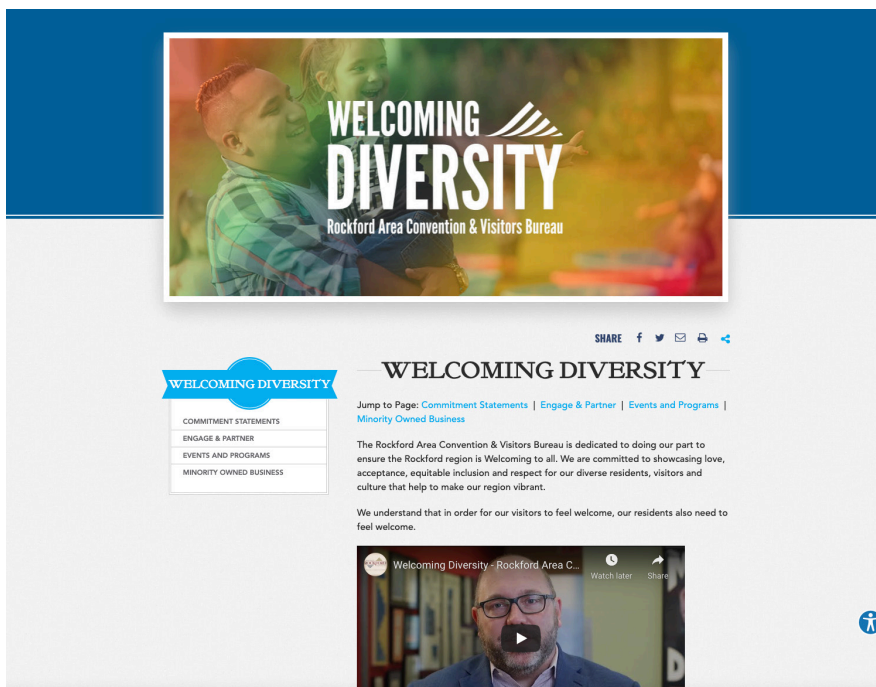 WELCOMING
DIVERSITY
Rockford Area Convention & Visitors Bureau
SHARE
WELCOMING DIVERSITY
COMMITMENT STATEMENTS
ENGAGE & PARTNER
EVENTS AND PROGRAMS
MINORITY OWNED BUSINESS
WELCOMING DIVERSITY
Jump to Page: Commitment Statements | Engage & Partner | Events and Programs |
Minority Owned Business
The Rockford Area Convention & Visitors Bureau is dedicated to doing our part to
ensure the Rockford region is Welcoming to all. We are committed to showcasing love,
acceptance, equitable inclusion and respect for our diverse residents, visitors and
culture that help to make our region vibrant.
We understand that in order for our visitors to feel welcome, our residents also need to
feel welcome.
Welcoming Diversity - Rockford Area C...
Watch later
Share